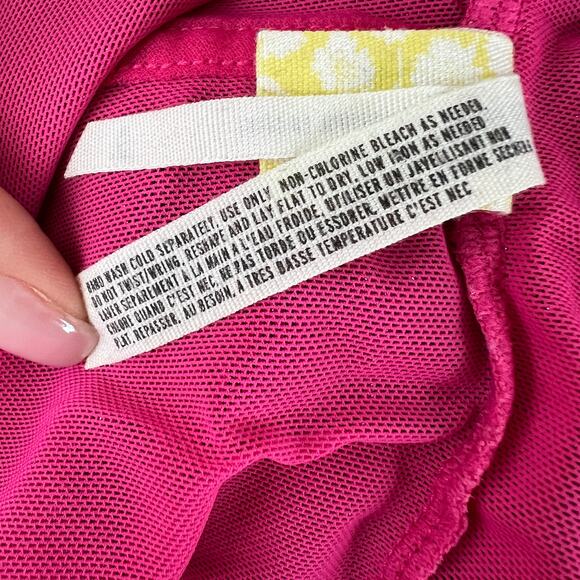 HAND WASH COLD SEPARATELY. USE ONLY NON-CHLORINE BLEACH AS NEEDED.
DO NOT TWIST/WRING, RESHAPE AND LAY FLAT TO DRY, LOW IRON AS NEEDED
LAVER SEPAREMENT A LA MAIN A L'EAU FROIDE, UTILISER UN JAVELLISANT NON
CHLORE QUAND C'EST NEC, NE PAS TORDE OU ESSORER, METTRE EN FORME SECHER A
PLAT, REPASSER, AU BESOIN, A TRES DASSE TEMPERATURE C'EST NEC